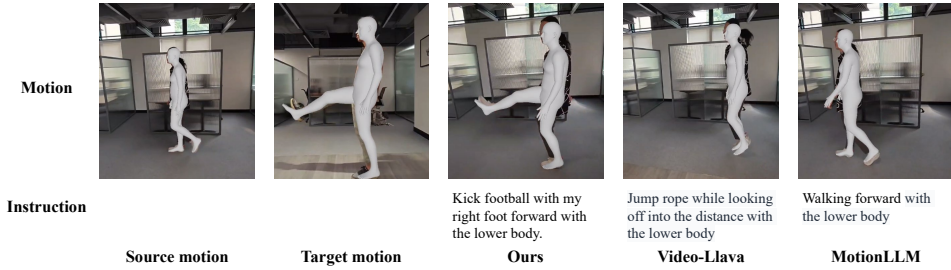 Motion
Instruction
Kick football with my
right foot forward with
the lower body.
Jump rope while looking
off into the distance with
the lower body
Walking forward with
the lower body
Source motion
Target motion
Ours
Video-Llava
MotionLLM